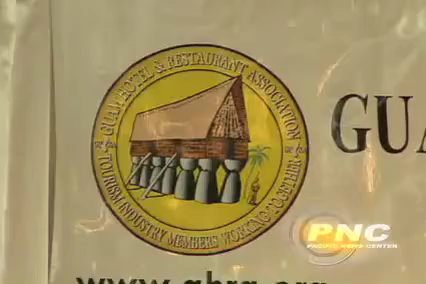 GUAM HOTEL & RESTAURANT ASSOCIATION
TOURISM INDUSTRY MEMBERS WORKING TOGETHER
GUA
www.ghra.org
PNC
PACIFIC NEWS CENTER